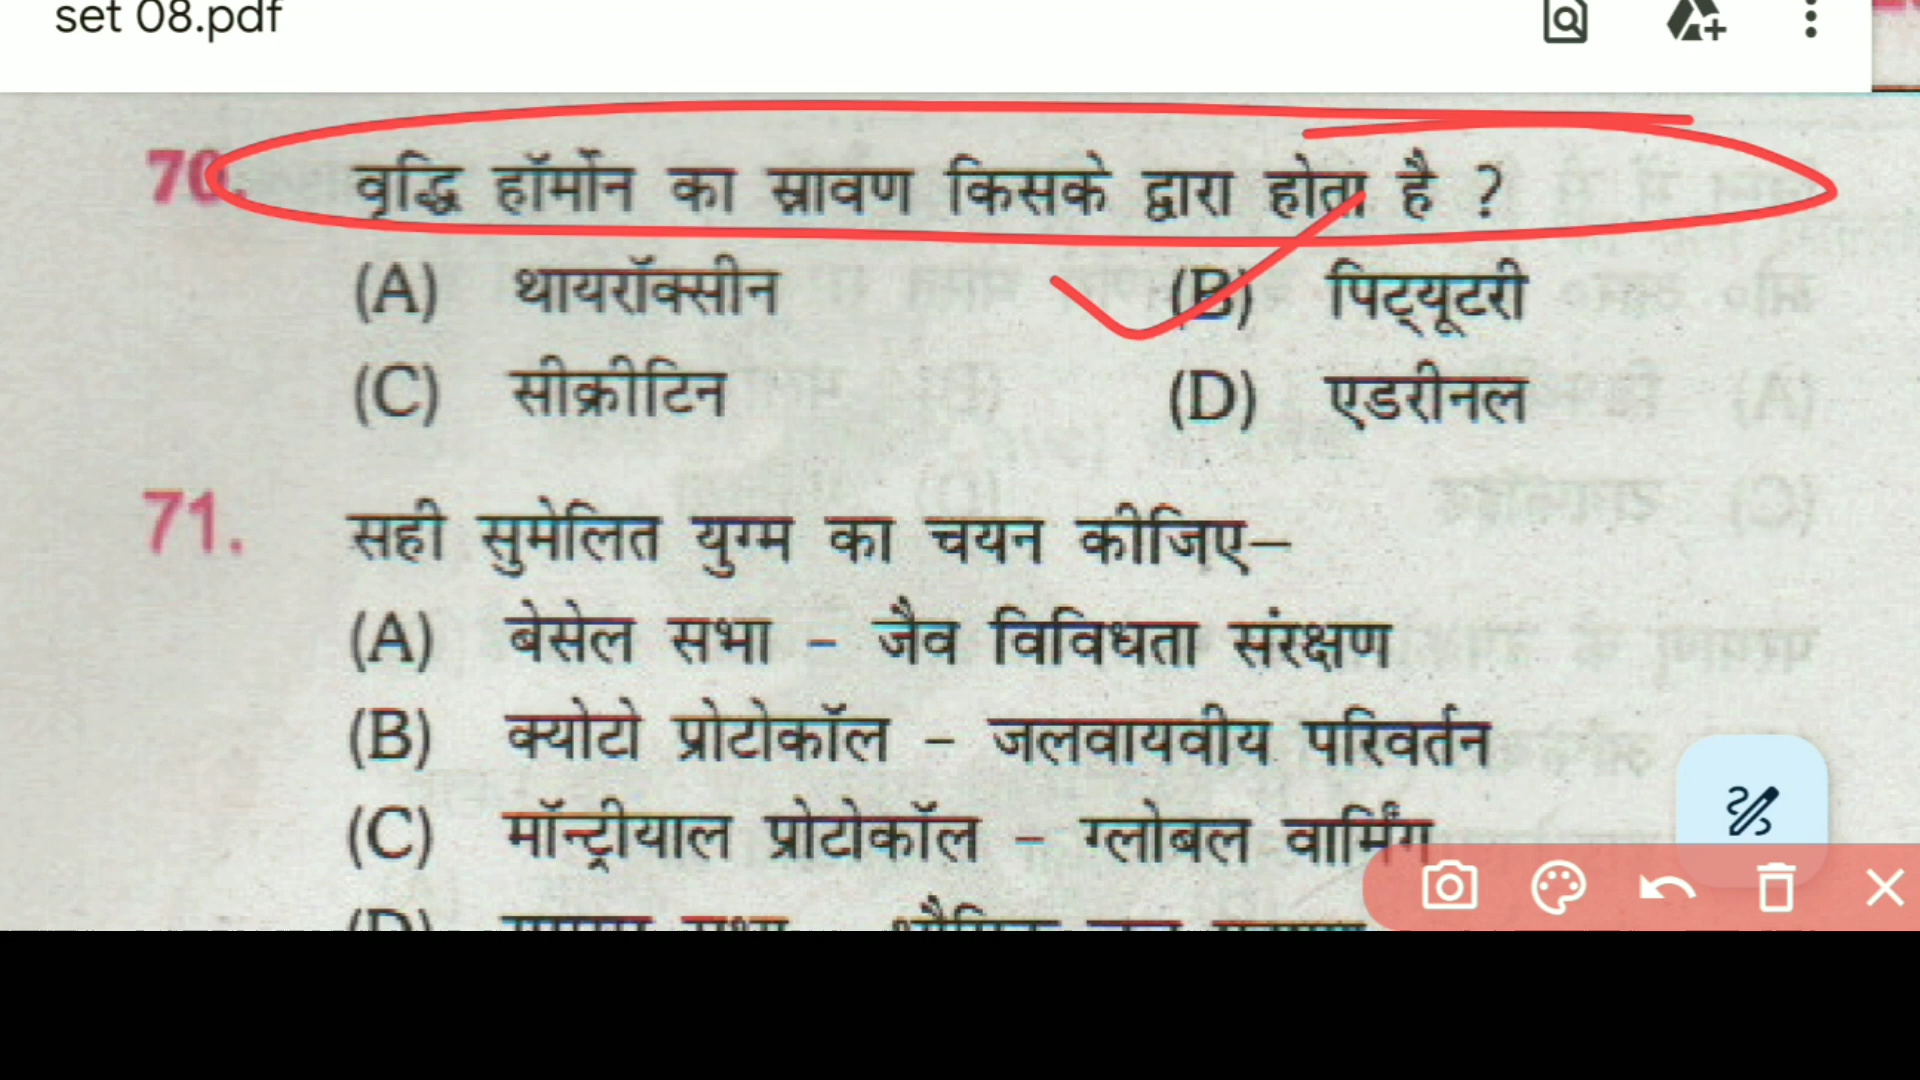 set 08.pdf
70. वृद्धि हॉर्मोन का स्रावण किसके द्वारा होता है ?
(A) थायरॉक्सीन (B) पिट्यूटरी
(C) सीक्रीटिन (D) एडरीनल
71. सही सुमेलित युग्म का चयन कीजिए–
(A) बेसेल सभा – जैव विविधता संरक्षण
(B) क्योटो प्रोटोकॉल – जलवायवीय परिवर्तन
(C) मॉन्ट्रीयाल प्रोटोकॉल – ग्लोबल वार्मिंग
(D)